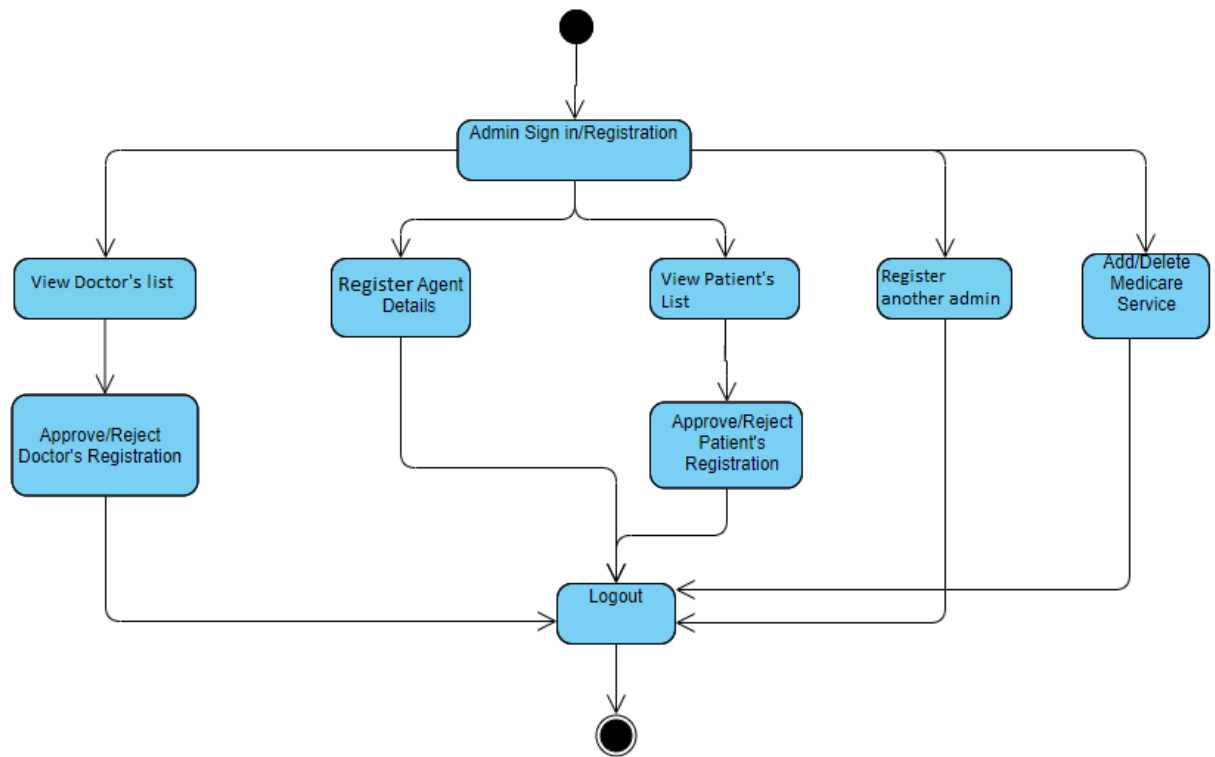 Admin Sign in/Registration
View Doctor's list
Register Agent
Details
View Patient's
List
Register
another admin
Add/Delete
Medicare
Service
Approve/Reject
Doctor's Registration
Approve/Reject
Patient's
Registration
Logout